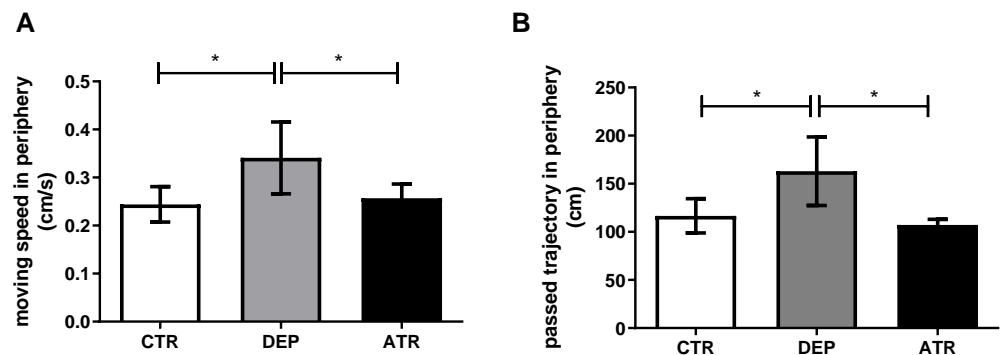 A
moving speed in periphery
(cm/s)
0.5
0.4
0.3
0.2
0.1
0.0
*
*
CTR
DEP
ATR
B
passed trajectory in periphery
(cm)
250
200
150
100
50
0
*
*
CTR
DEP
ATR